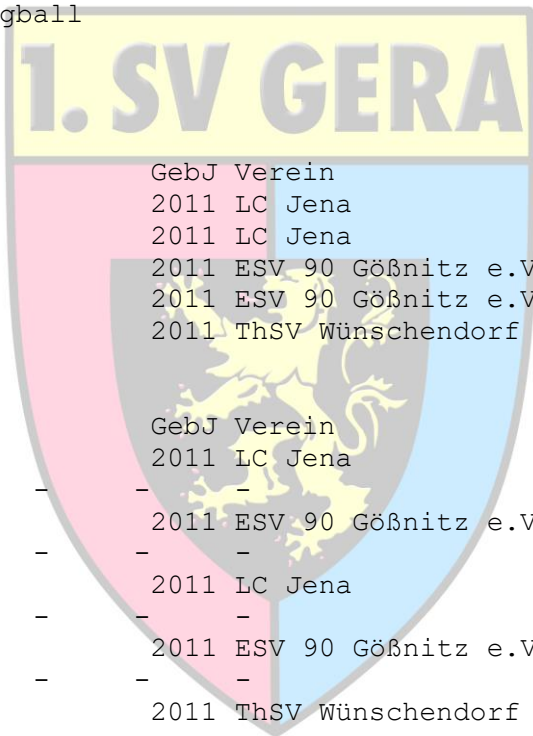 gball
1. SV GERA
GebJ Verein
2011 LC Jena
2011 LC Jena
2011 ESV 90 Gößnitz e.V
2011 ESV 90 Gößnitz e.V
2011 ThSV Wünschendorf
GebJ Verein
2011 LC Jena
- - -
2011 ESV 90 Gößnitz e.V
- - -
2011 LC Jena
- - -
2011 ESV 90 Gößnitz e.V
- - -
2011 ThSV Wünschendorf